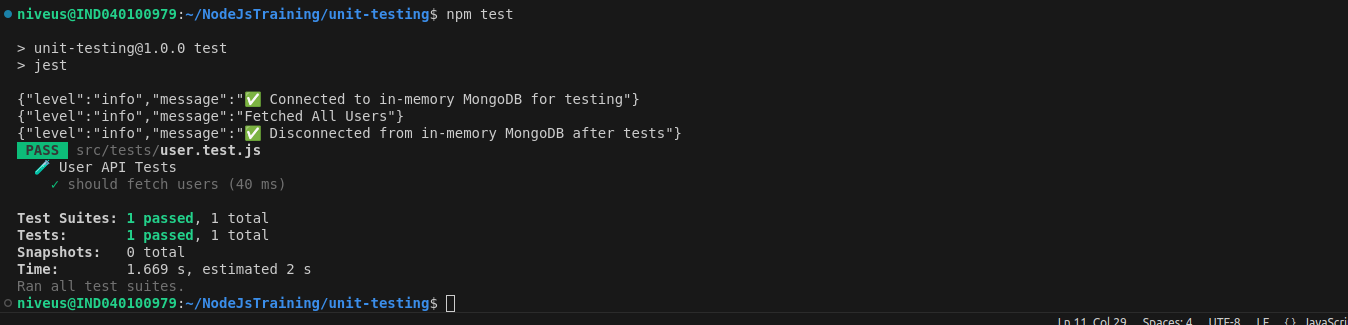 niveus@IND040100979:~/NodeJsTraining/unit-testing$ npm test
> unit-testing@1.0.0 test
> jest
{"level":"info","message":"✅ Connected to in-memory MongoDB for testing"}
{"level":"info","message":"Fetched All Users"}
{"level":"info","message":"✅ Disconnected from in-memory MongoDB after tests"}
PASS src/tests/user.test.js
🧪 User API Tests
✓ should fetch users (40 ms)
Test Suites: 1 passed, 1 total
Tests: 1 passed, 1 total
Snapshots: 0 total
Time: 1.669 s, estimated 2 s
Ran all test suites.
niveus@IND040100979:~/NodeJsTraining/unit-testing$
Ln 11, Col 29 Spaces: 4 UTF-8 LF {} JavaScri